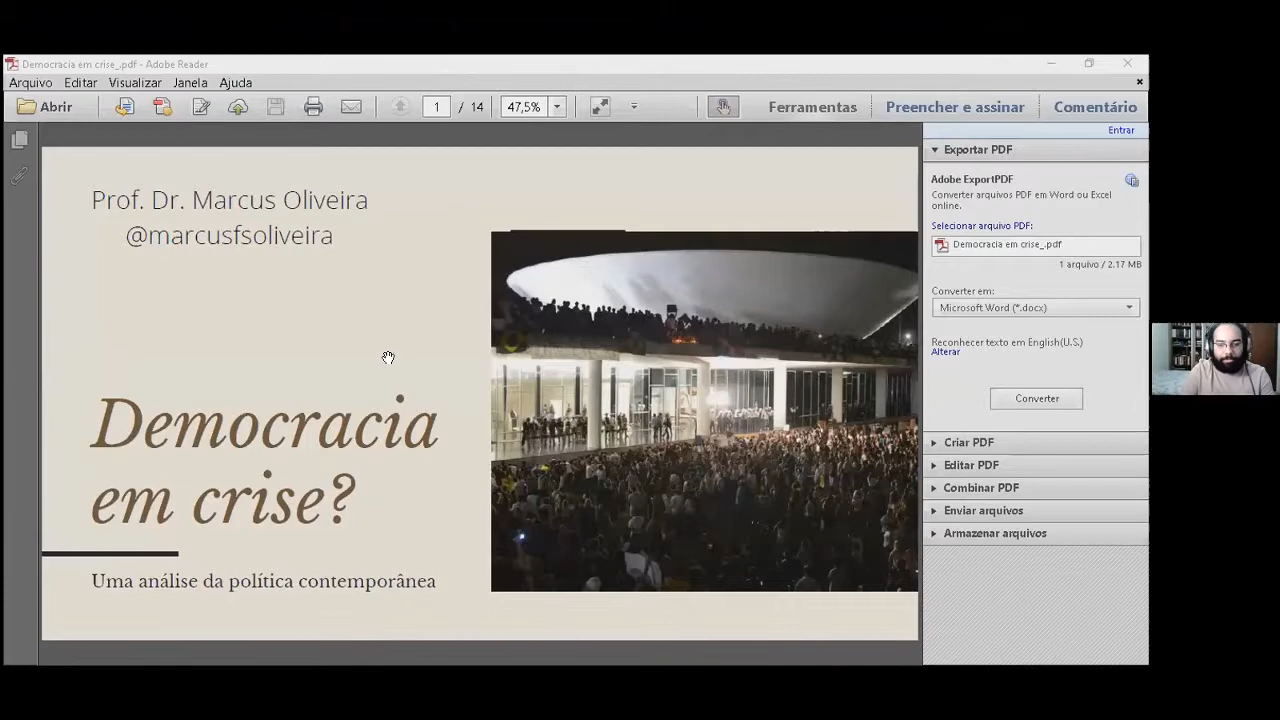 Democracia em crise_.pdf - Adobe Reader
Arquivo Editar Visualizar Janela Ajuda
Abrir 1 / 14 47,5% Ferramentas Preencher e assinar Comentário
Entrar
Prof. Dr. Marcus Oliveira
@marcusfsoliveira
Democracia
em crise?
Uma análise da política contemporânea
Exportar PDF
Adobe ExportPDF
Converter arquivos PDF em Word ou Excel
online.
Selecionar arquivo PDF:
Democracia em crise_.pdf
1 arquivo / 2.17 MB
Converter em:
Microsoft Word (*.docx)
Reconhecer texto em English(U.S.)
Alterar
Converter
Criar PDF
Editar PDF
Combinar PDF
Enviar arquivos
Armazenar arquivos